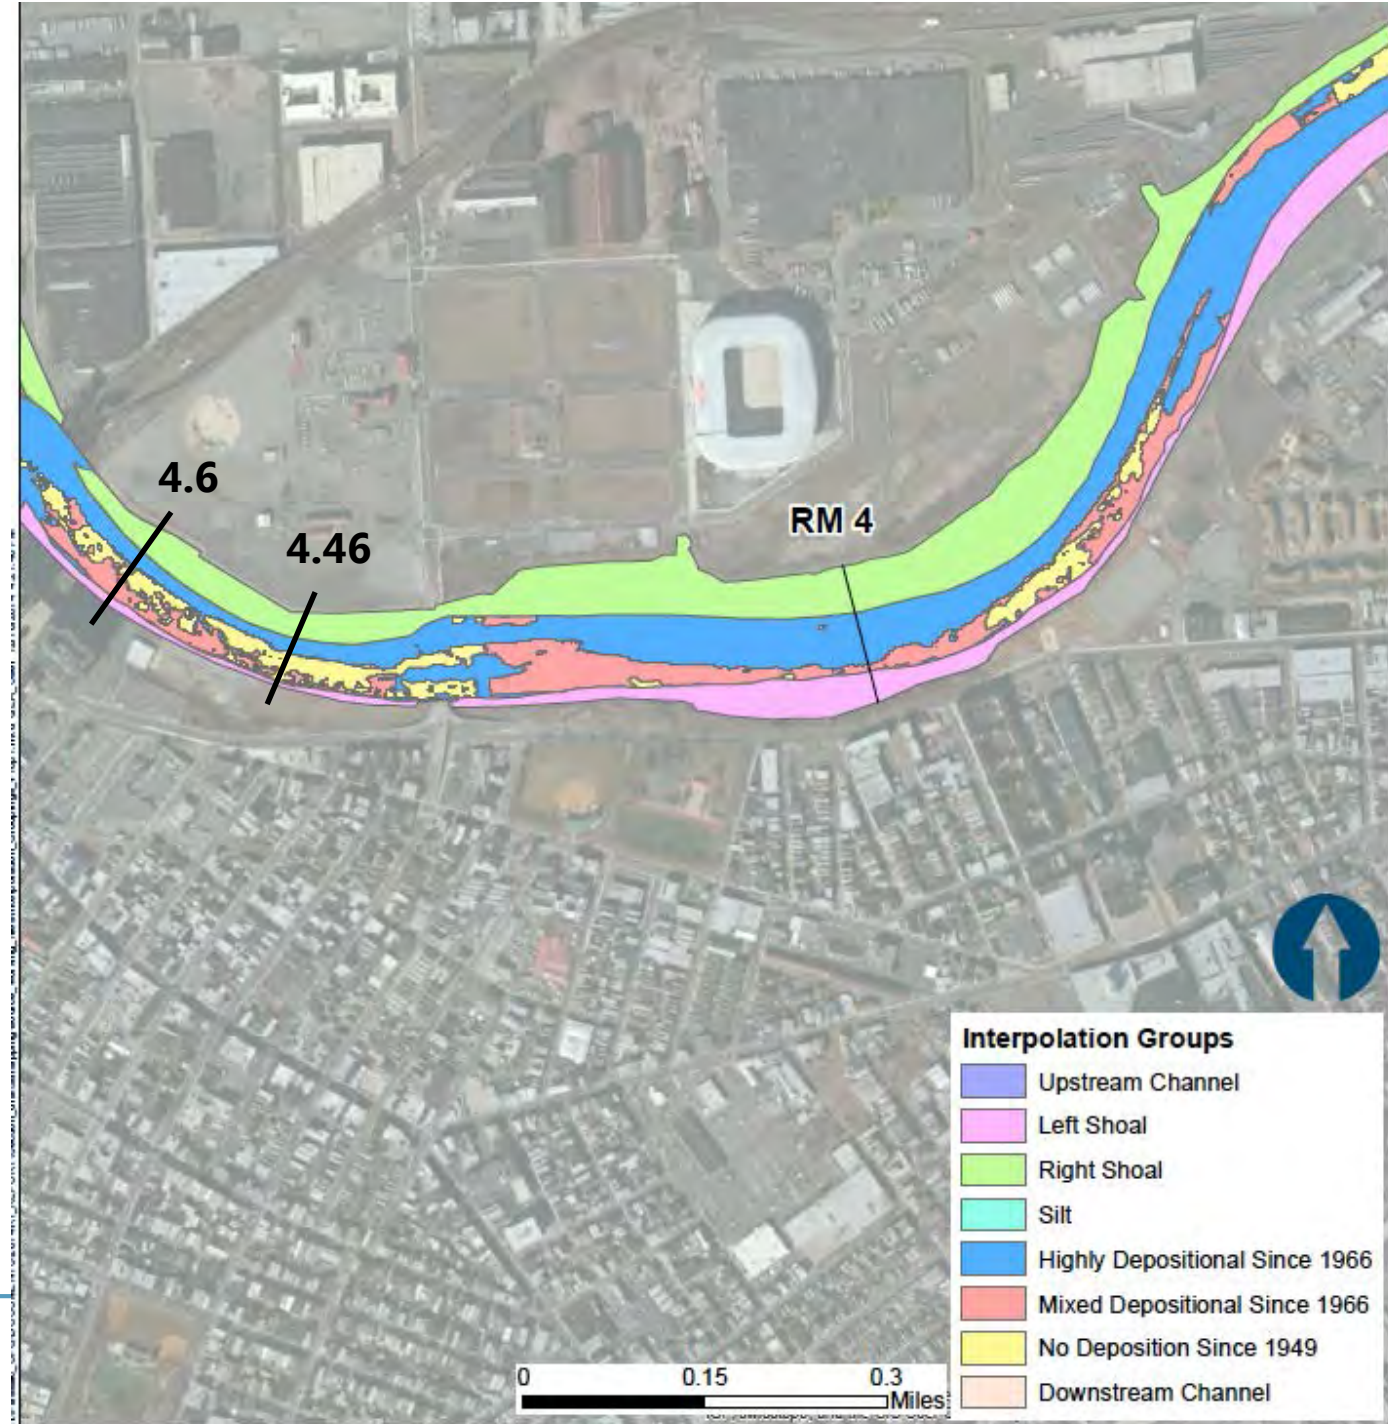 4.6
4.46
RM 4
Interpolation Groups
Upstream Channel
Left Shoal
Right Shoal
Silt
Highly Depositional Since 1966
Mixed Depositional Since 1966
No Deposition Since 1949
Downstream Channel
0 0.15 0.3
Miles